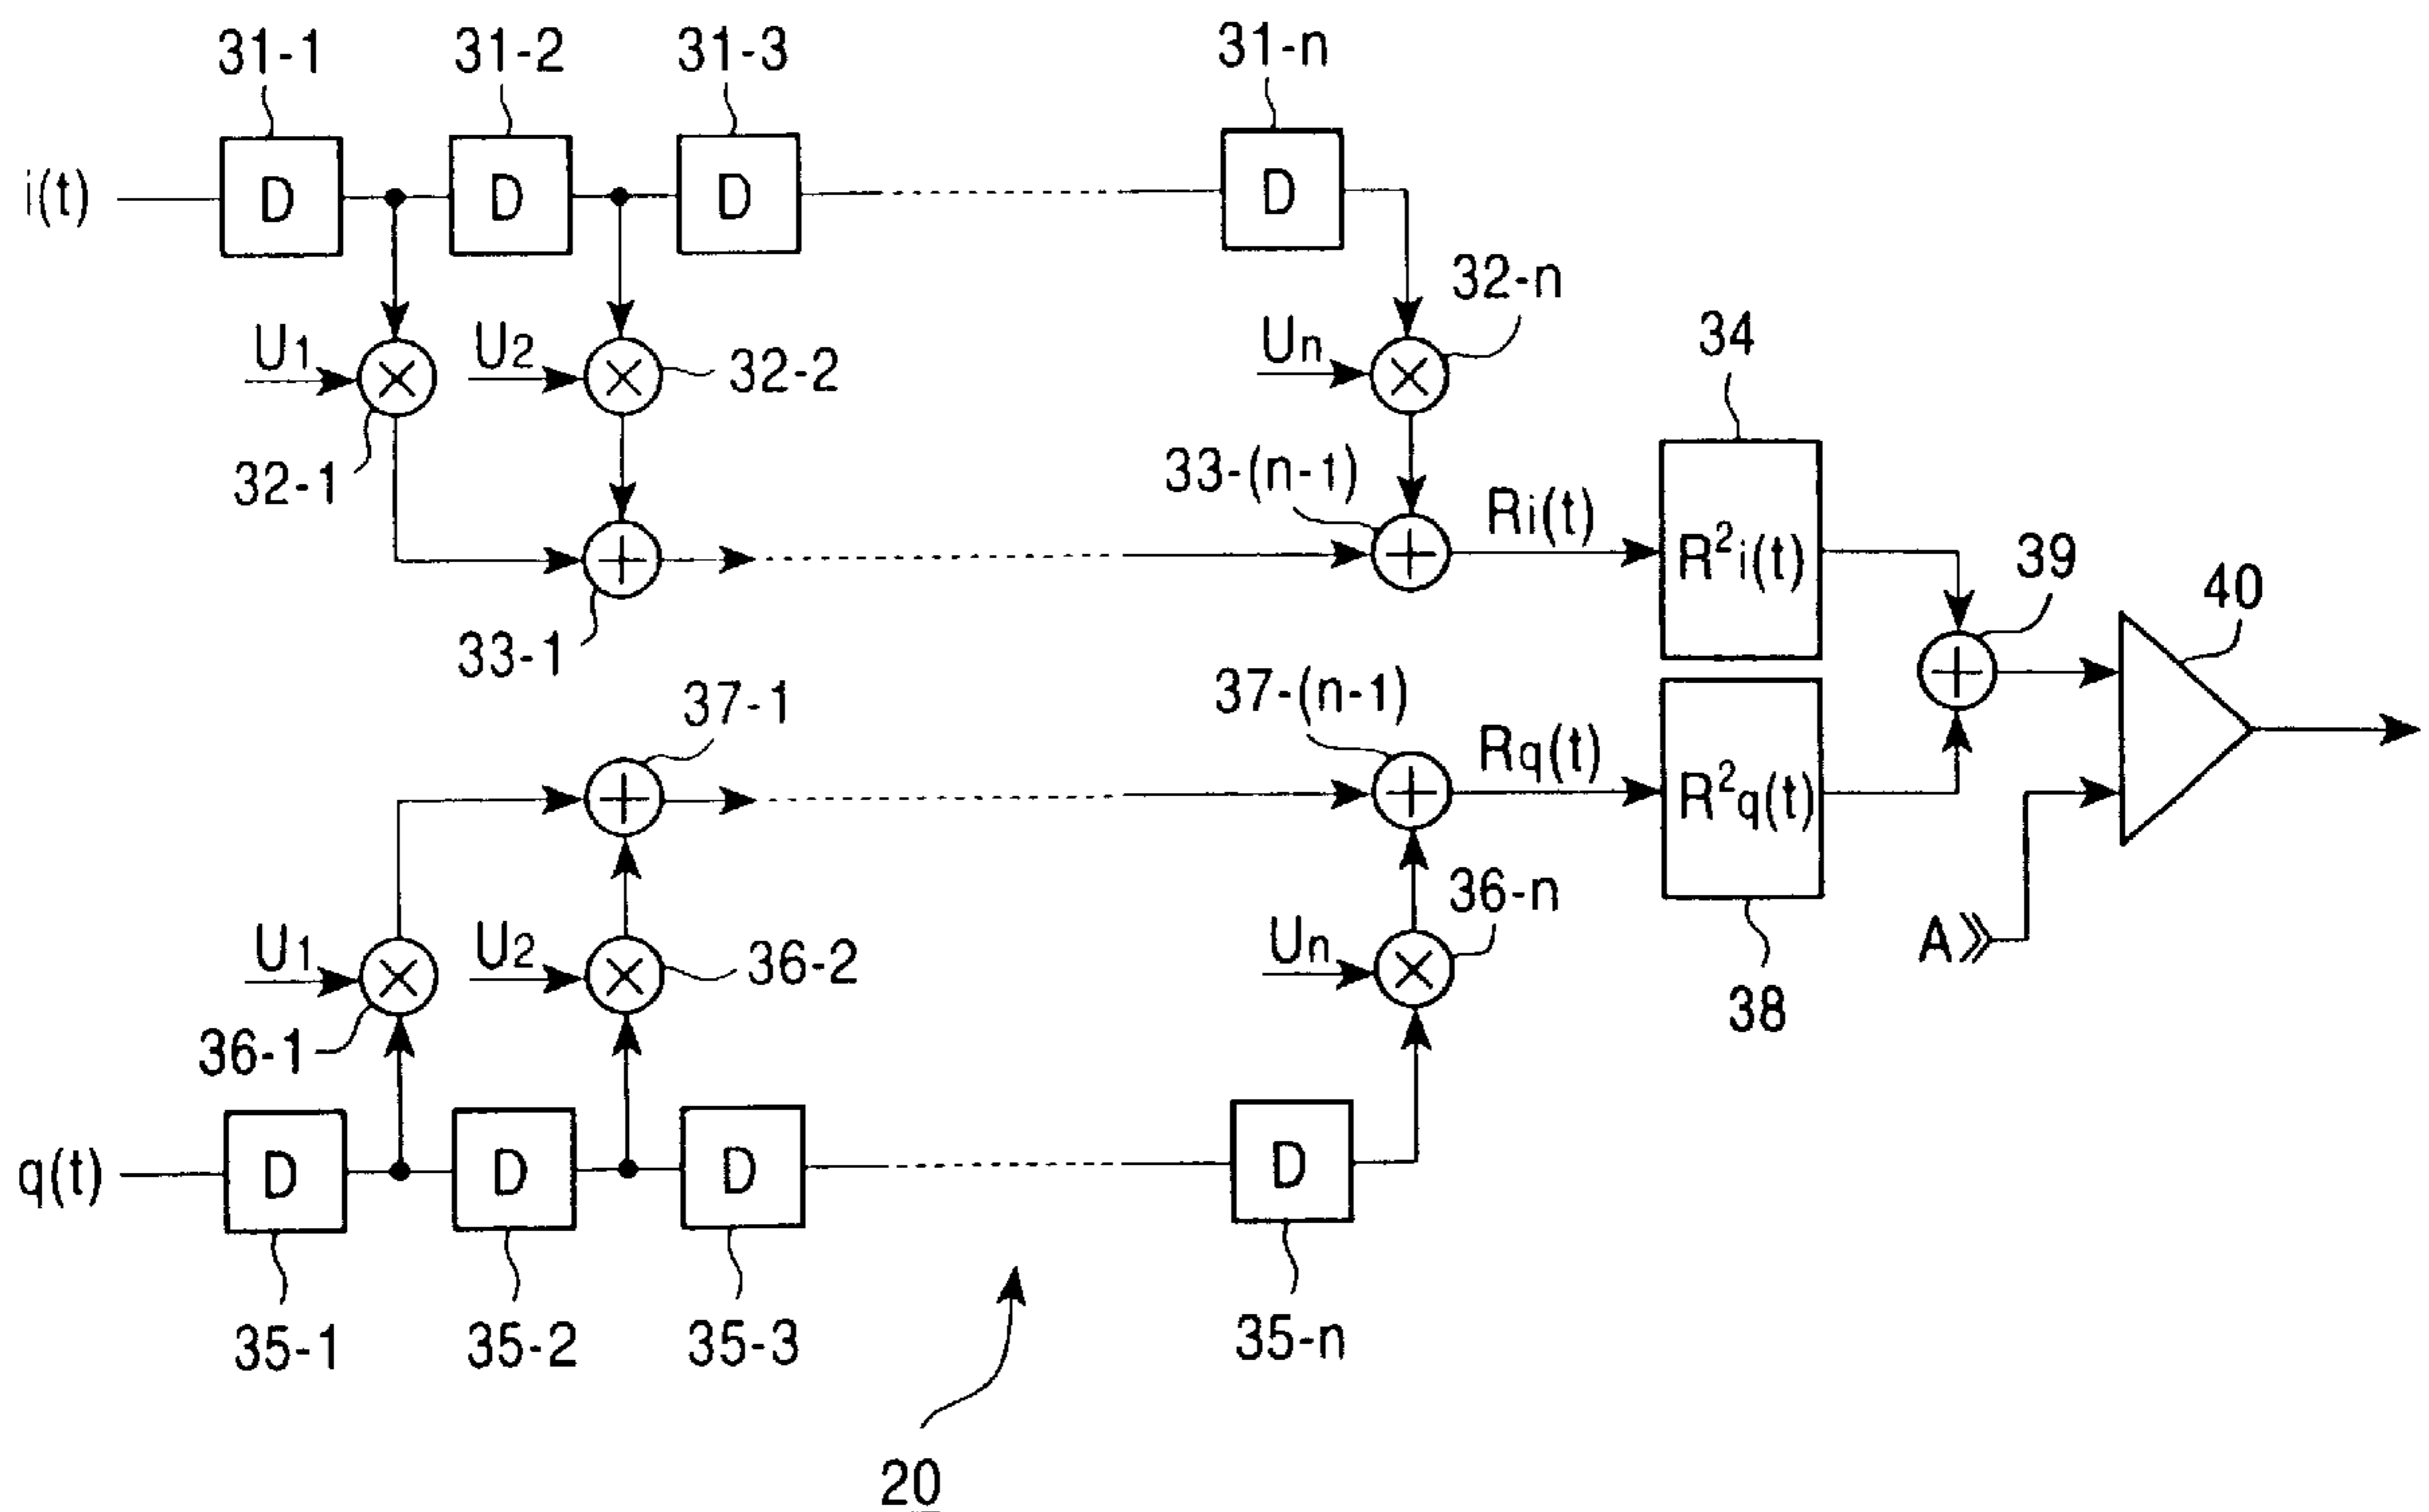 31-1 31-2 31-3 31-n
i(t) D D D D
32-n
U1 U2 32-2 Un 34
32-1 33-(n-1) Ri(t) R²i(t) 39
33-1 40
37-1 37-(n-1) Rq(t) R²q(t)
36-n
U1 U2 36-2 Un A
36-1 38
q(t) D D D D
35-1 35-2 35-3 35-n
20